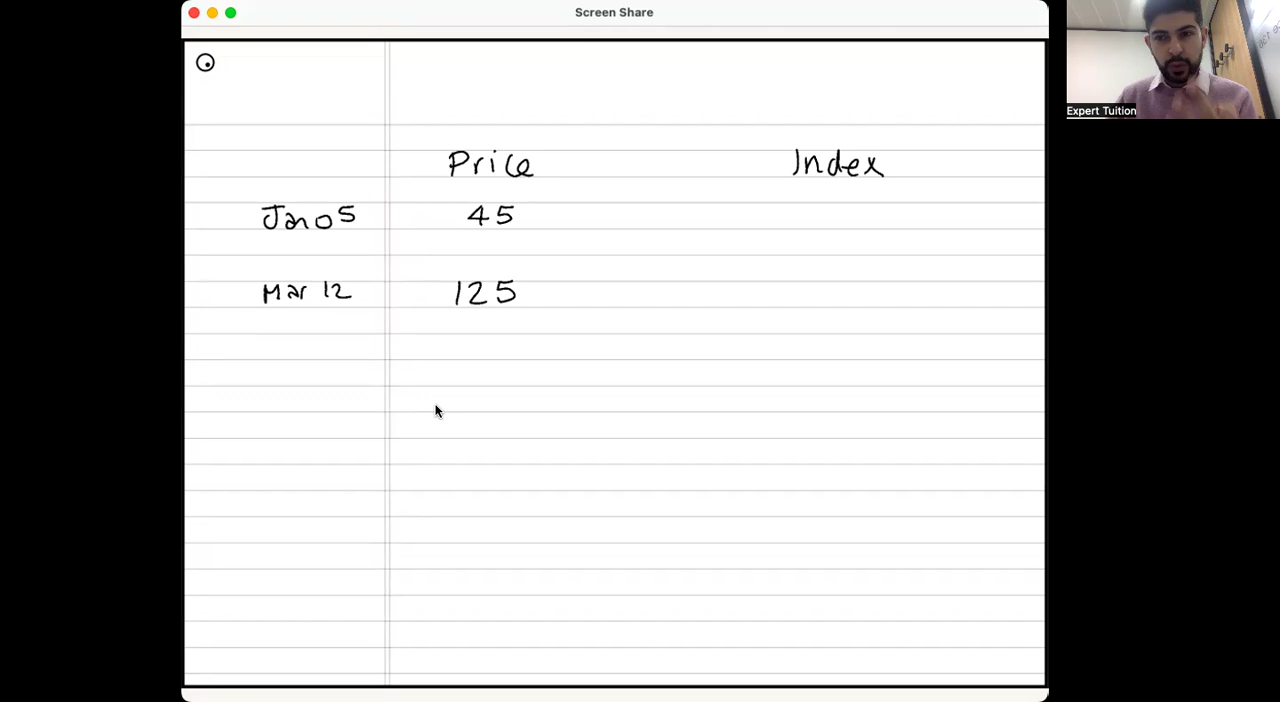 Screen Share
Expert Tuition
Price Index
Jan 05 45
Mar 12 125